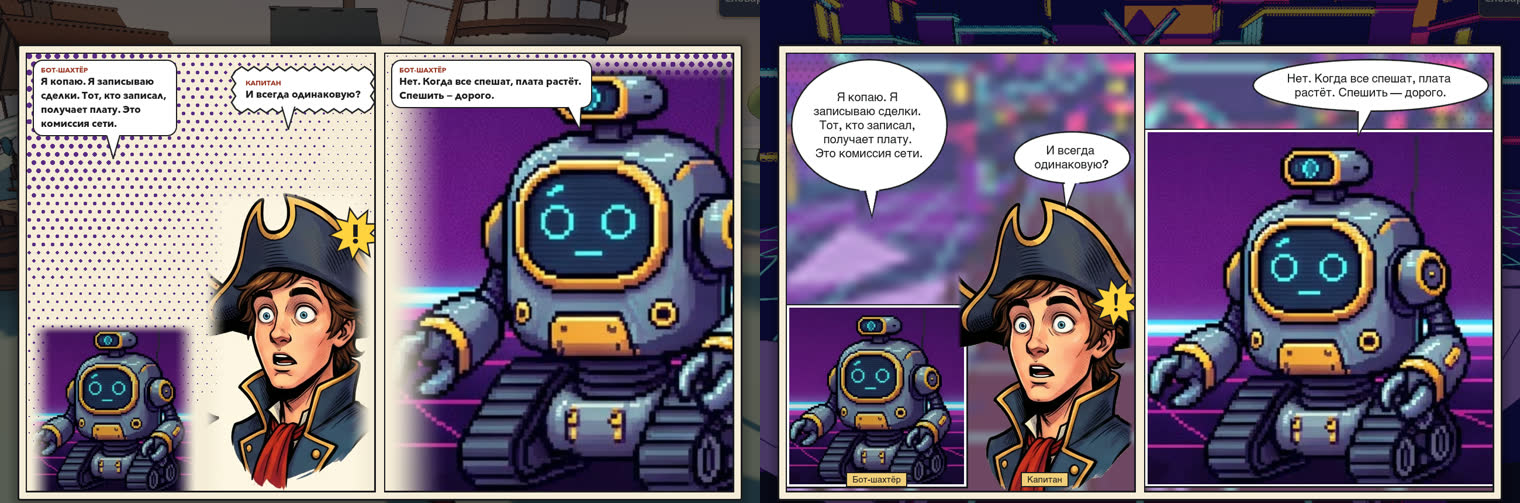 БОТ-ШАХТЁР
Я копаю. Я записываю
сделки. Тот, кто записал,
получает плату. Это
комиссия сети.
КАПИТАН
И всегда одинаковую?
!
БОТ-ШАХТЁР
Нет. Когда все спешат, плата растёт.
Спешить – дорого.
Я копаю. Я
записываю сделки.
Тот, кто записал,
получает плату.
Это комиссия сети.
И всегда
одинаковую?
!
Бот-шахтёр
Капитан
Нет. Когда все спешат, плата
растёт. Спешить — дорого.